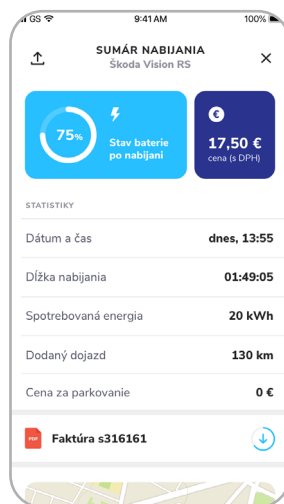 GS 9:41 AM 100%
SUMÁR NABIJANIA
Škoda Vision RS
75%
Stav baterie
po nabijani
€
17,50 €
cena (s DPH)
STATISTIKY
Dátum a čas dnes, 13:55
Dĺžka nabijania 01:49:05
Spotrebovaná energia 20 kWh
Dodaný dojazd 130 km
Cena za parkovanie 0 €
PDF Faktúra s316161